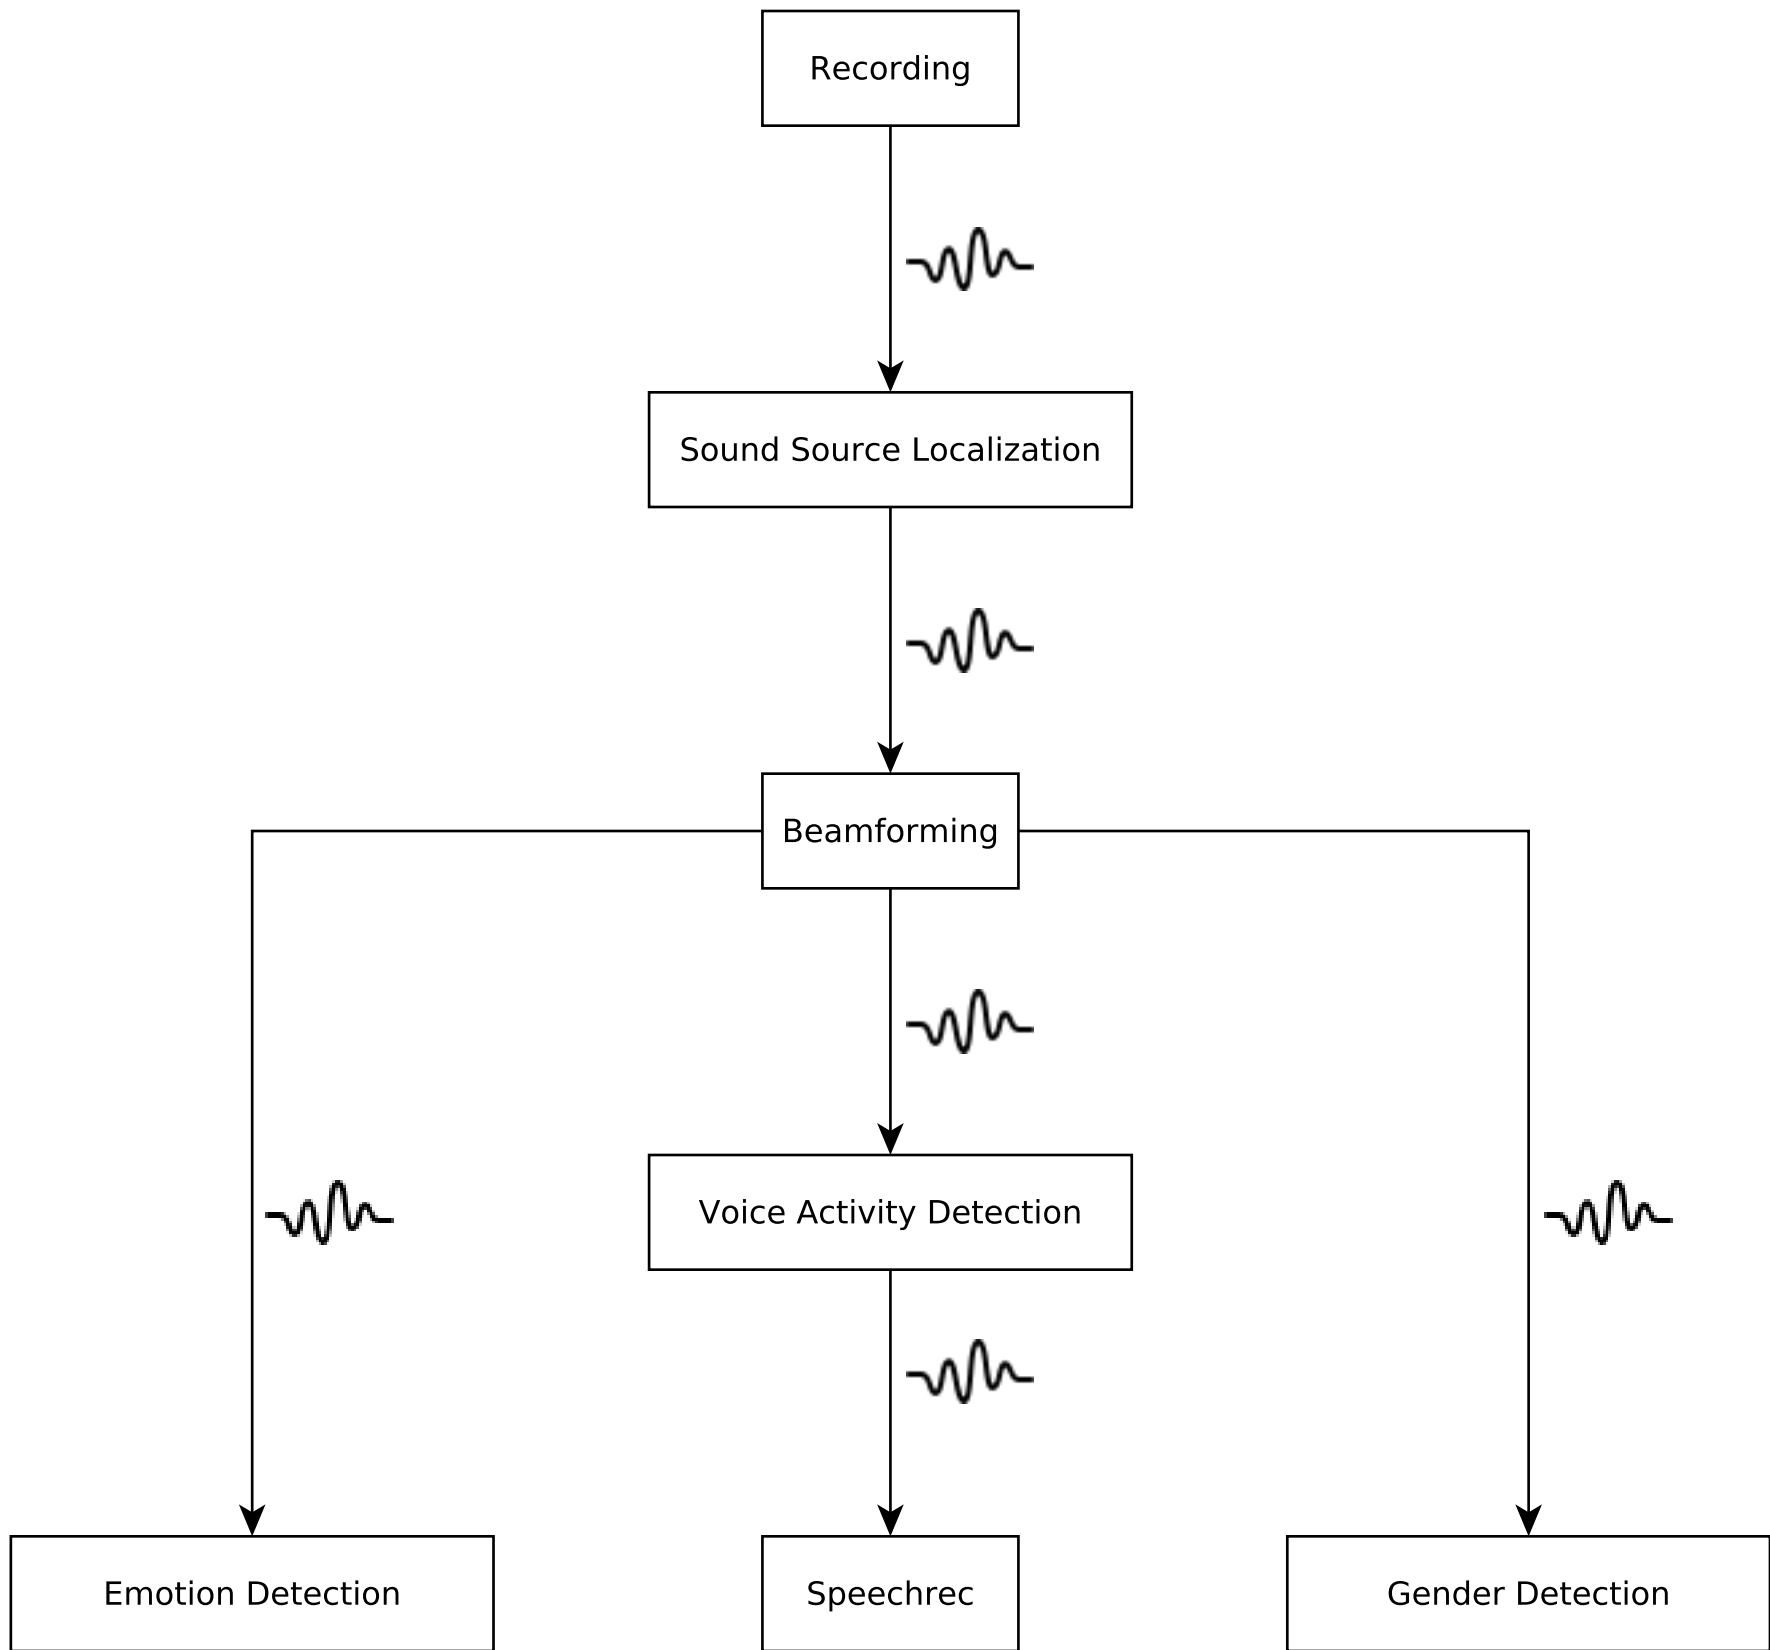 Recording
Sound Source Localization
Beamforming
Voice Activity Detection
Emotion Detection
Speechrec
Gender Detection